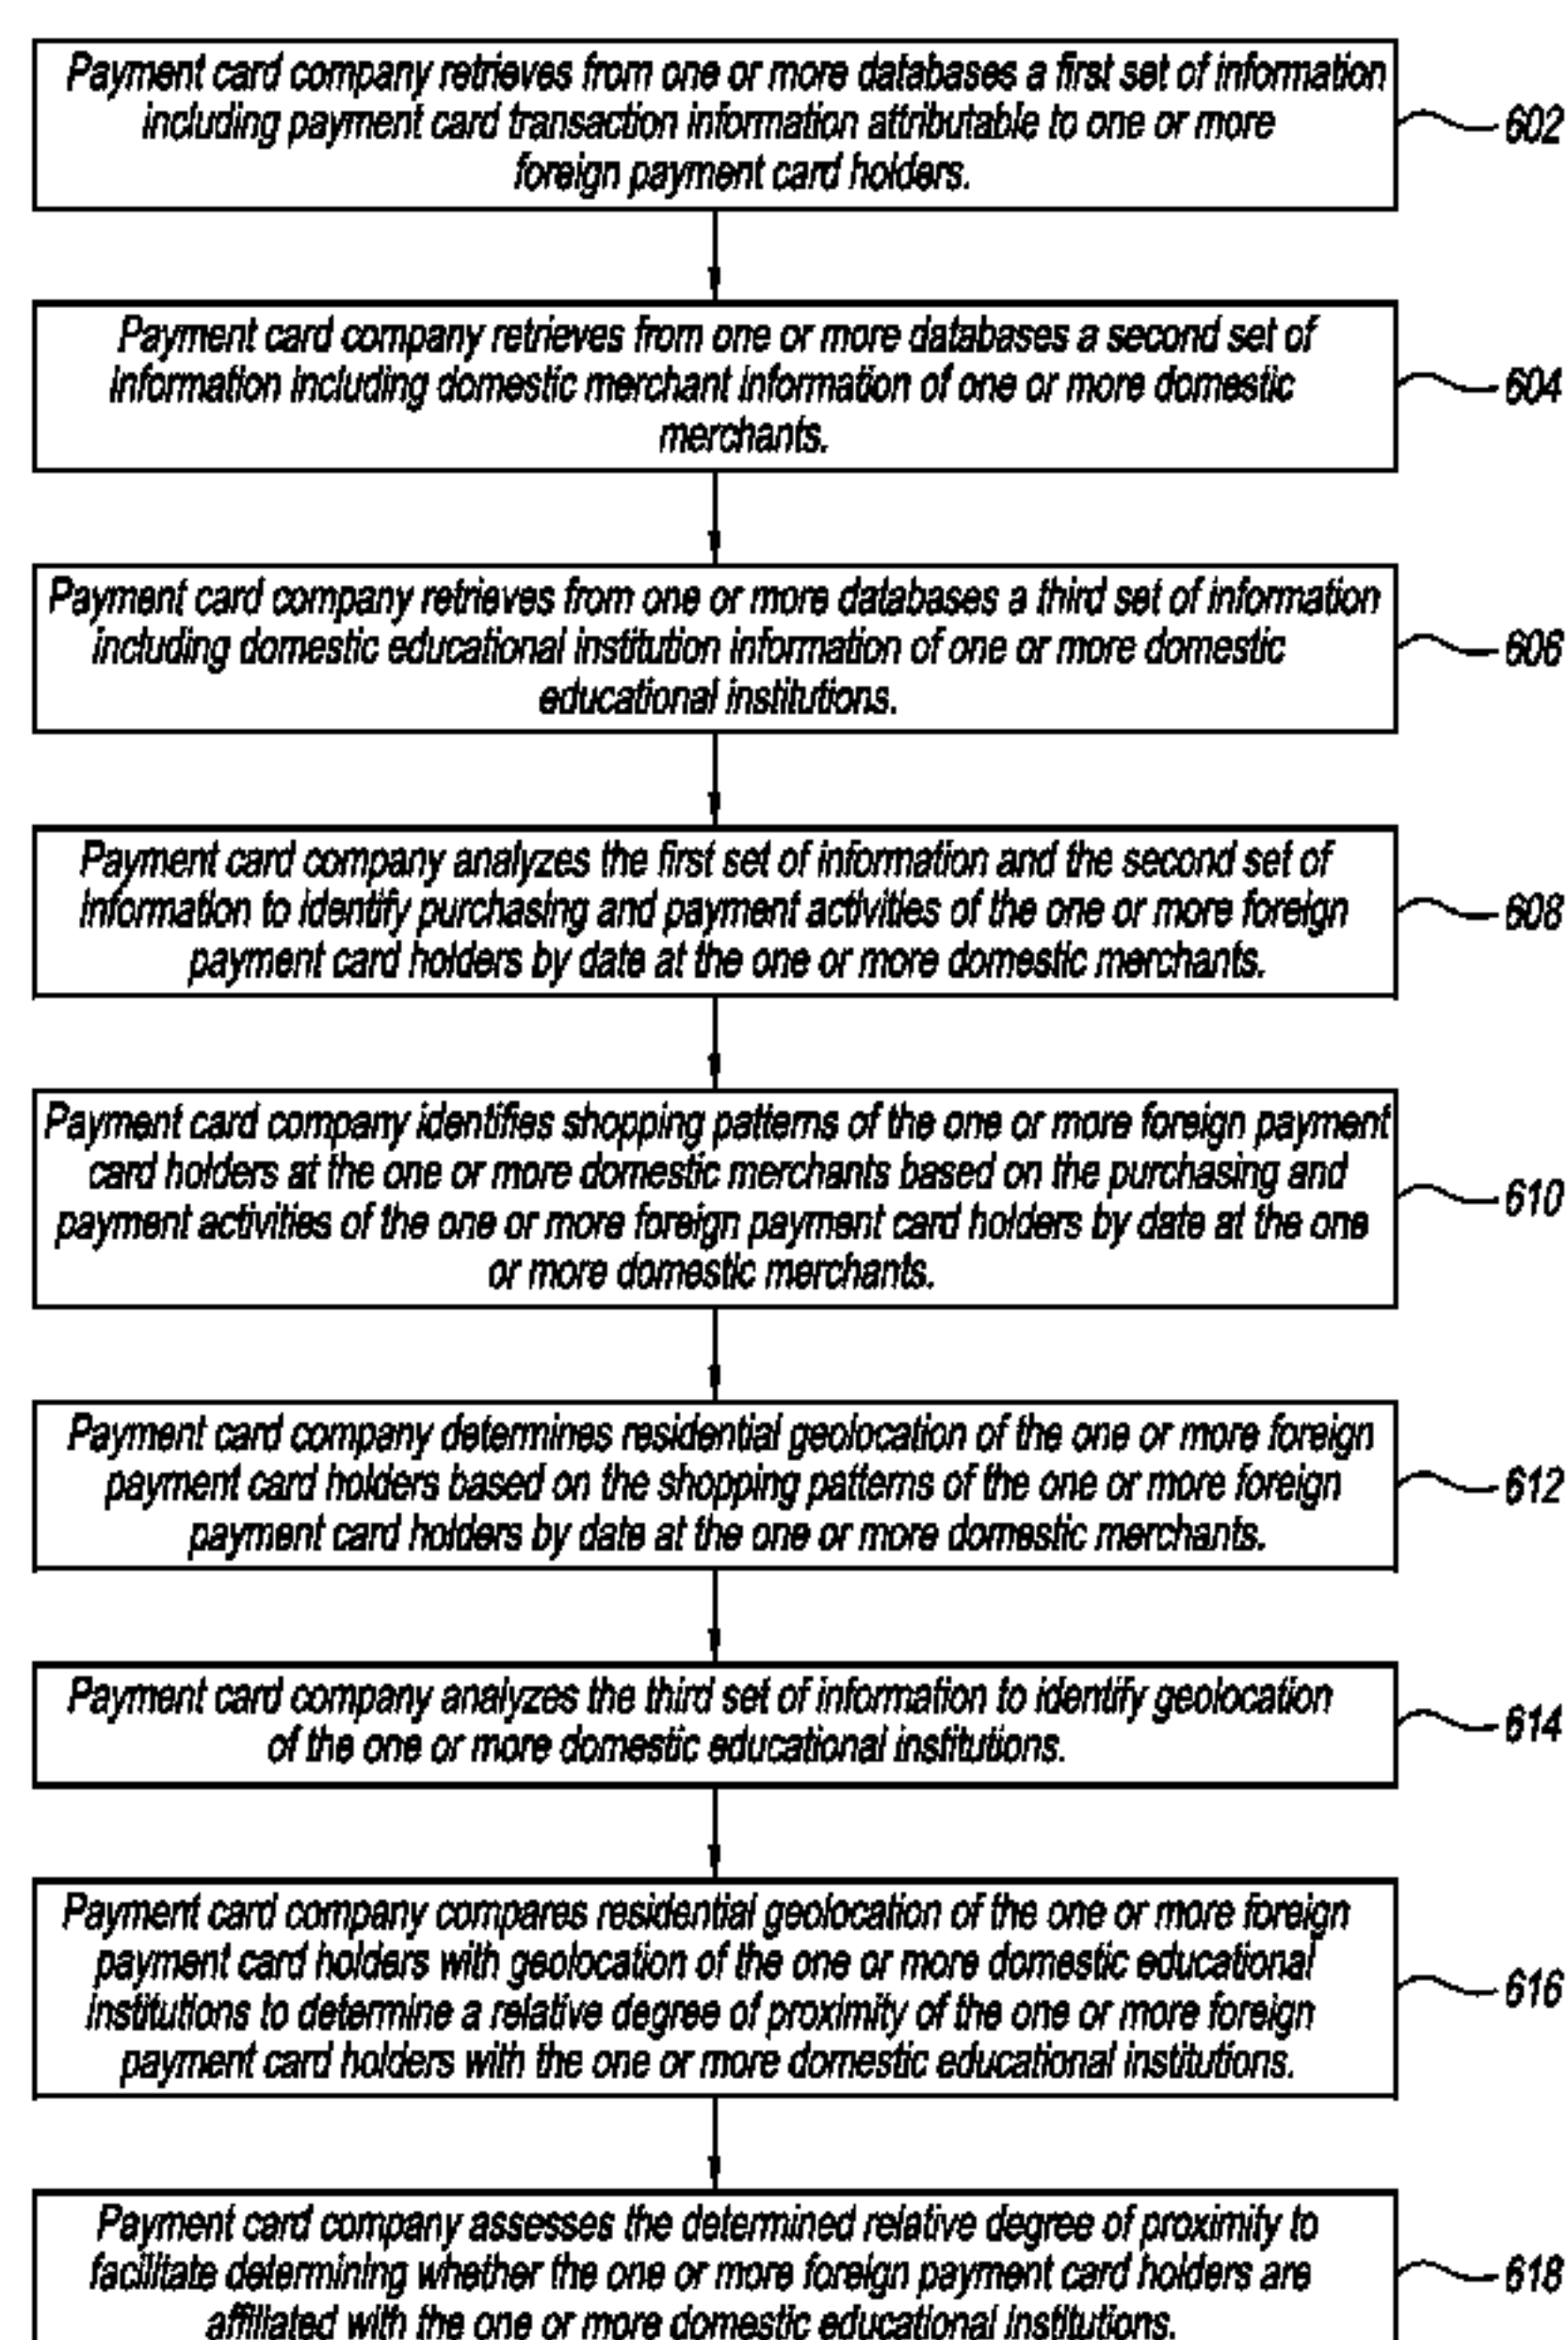 Payment card company retrieves from one or more databases a first set of information
including payment card transaction information attributable to one or more
foreign payment card holders.
602
Payment card company retrieves from one or more databases a second set of
information including domestic merchant information of one or more domestic
merchants.
604
Payment card company retrieves from one or more databases a third set of information
including domestic educational institution information of one or more domestic
educational institutions.
606
Payment card company analyzes the first set of information and the second set of
information to identify purchasing and payment activities of the one or more foreign
payment card holders by date at the one or more domestic merchants.
608
Payment card company identifies shopping patterns of the one or more foreign payment
card holders at the one or more domestic merchants based on the purchasing and
payment activities of the one or more foreign payment card holders by date at the one
or more domestic merchants.
610
Payment card company determines residential geolocation of the one or more foreign
payment card holders based on the shopping patterns of the one or more foreign
payment card holders by date at the one or more domestic merchants.
612
Payment card company analyzes the third set of information to identify geolocation
of the one or more domestic educational institutions.
614
Payment card company compares residential geolocation of the one or more foreign
payment card holders with geolocation of the one or more domestic educational
institutions to determine a relative degree of proximity of the one or more foreign
payment card holders with the one or more domestic educational institutions.
616
Payment card company assesses the determined relative degree of proximity to
facilitate determining whether the one or more foreign payment card holders are
affiliated with the one or more domestic educational institutions.
618